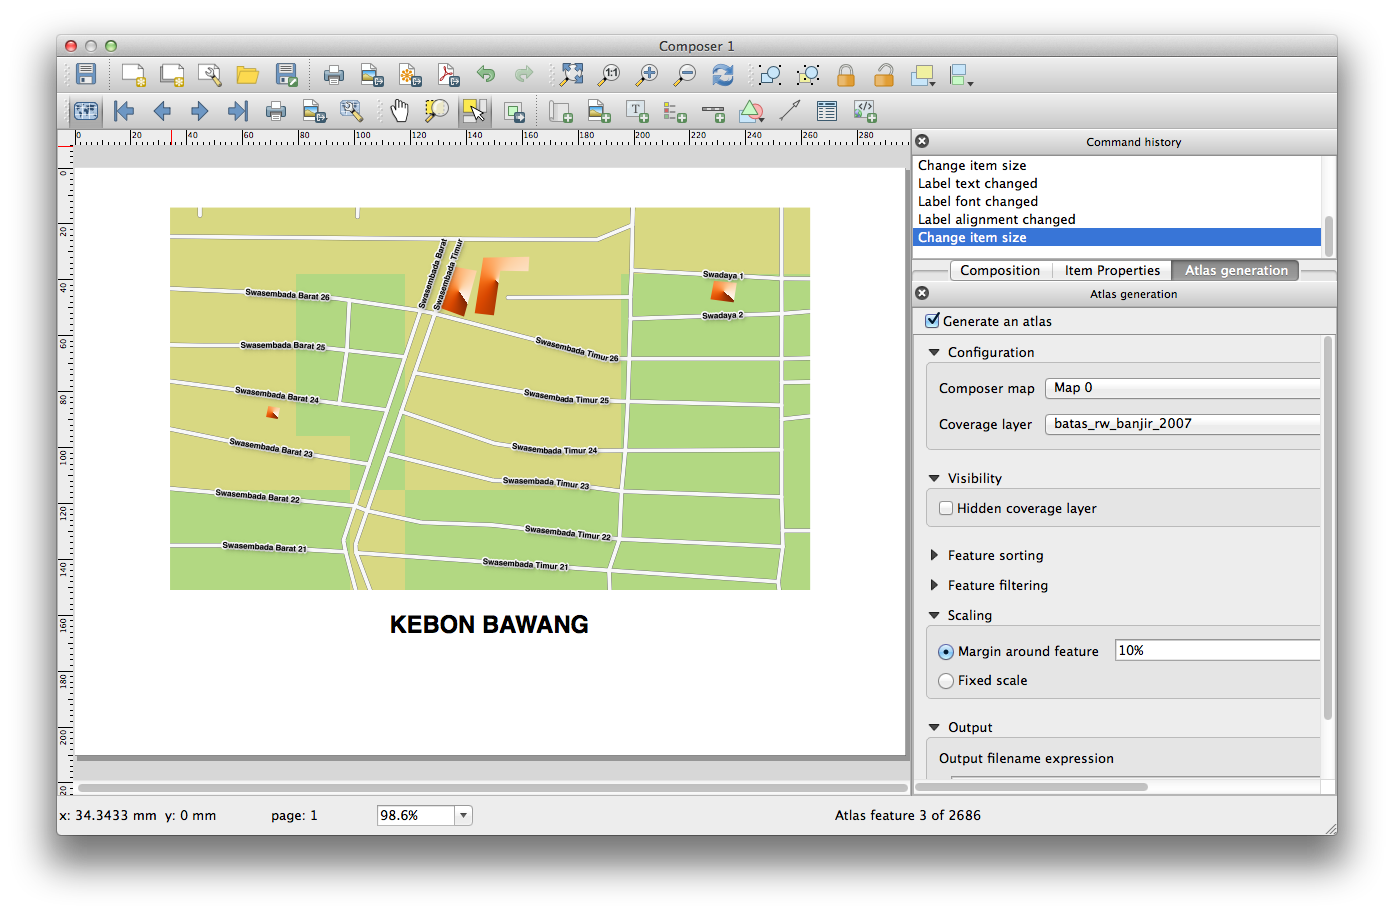 Composer 1
1:1
T
0 20 40 60 80 100 120 140 160 180 200 220 240 260 280
0
20
40
60
80
100
120
140
160
180
200
20
Swasembada Barat
Swasembada Timur
Swasembada Barat 26
Swadaya 1
Swadaya 2
Swasembada Barat 25
Swasembada Timur 26
Swasembada Barat 24
Swasembada Timur 25
Swasembada Barat 23
Swasembada Timur 24
Swasembada Timur 23
Swasembada Barat 22
Swasembada Timur 22
Swasembada Barat 21
Swasembada Timur 21
KEBON BAWANG
Command history
Change item size
Label text changed
Label font changed
Label alignment changed
Change item size
Composition Item Properties Atlas generation
Atlas generation
Generate an atlas
Configuration
Composer map Map 0
Coverage layer batas_rw_banjir_2007
Visibility
Hidden coverage layer
Feature sorting
Feature filtering
Scaling
Margin around feature 10%
Fixed scale
Output
Output filename expression
x: 34.3433 mm y: 0 mm page: 1 98.6% Atlas feature 3 of 2686